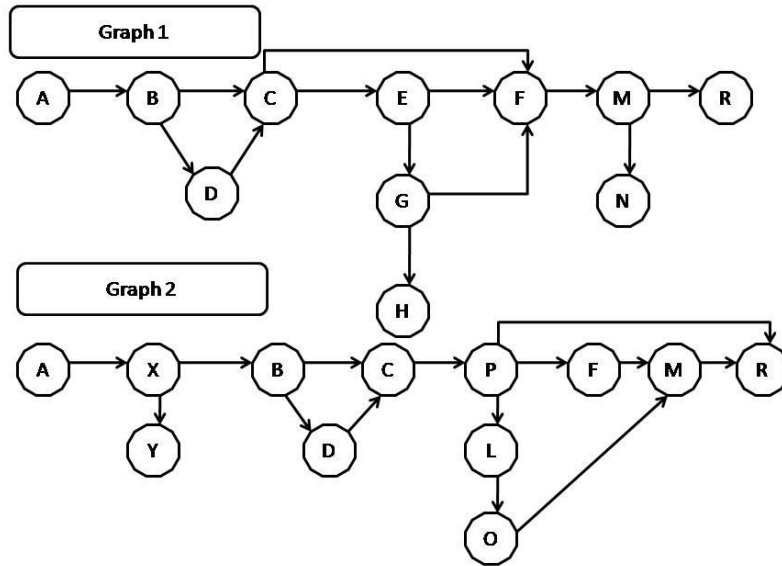 Graph 1
A B C E F M R
D G N
H
Graph 2
A X B C P F M R
Y D L
O